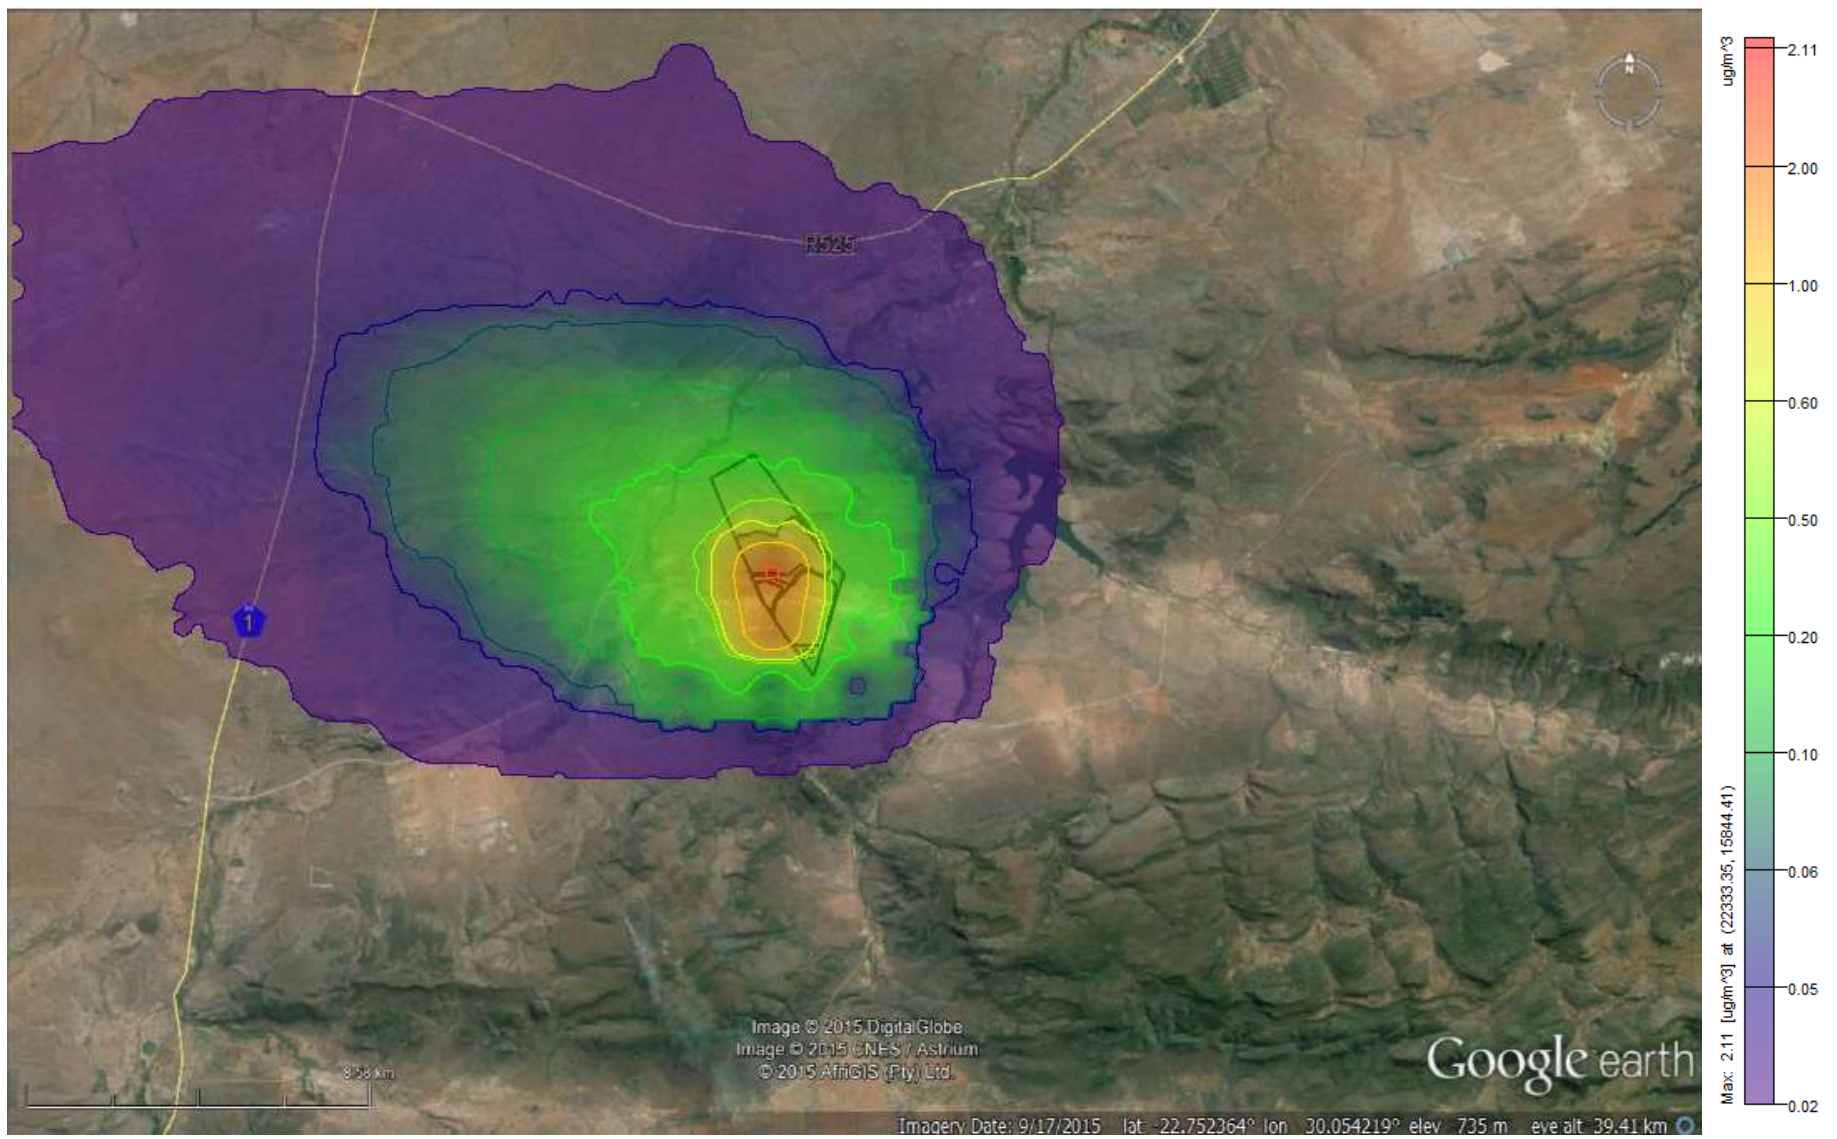 R525
1
N
8.58 km
Image © 2015 DigitalGlobe
Image © 2015 CNES / Astrium
© 2015 AfriGIS (Pty) Ltd.
Google earth
Imagery Date: 9/17/2015 lat -22.752364° lon 30.054219° elev 735 m eye alt 39.41 km
ug/m^3
2.11
2.00
1.00
0.60
0.50
0.20
0.10
0.06
0.05
0.02
Max: 2.11 [ug/m^3] at (22333.35, 15844.41)